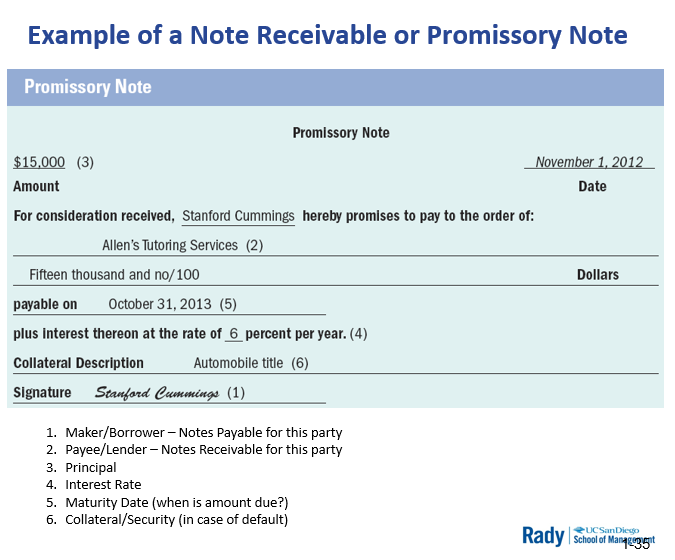 Example of a Note Receivable or Promissory Note
Promissory Note
Promissory Note
$15,000 (3) November 1, 2012
Amount Date
For consideration received, Stanford Cummings hereby promises to pay to the order of:
Allen's Tutoring Services (2)
Fifteen thousand and no/100 Dollars
payable on October 31, 2013 (5)
plus interest thereon at the rate of 6 percent per year. (4)
Collateral Description Automobile title (6)
Signature Stanford Cummings (1)
1. Maker/Borrower – Notes Payable for this party
2. Payee/Lender – Notes Receivable for this party
3. Principal
4. Interest Rate
5. Maturity Date (when is amount due?)
6. Collateral/Security (in case of default)
Rady UC San Diego
School of Management
1-35